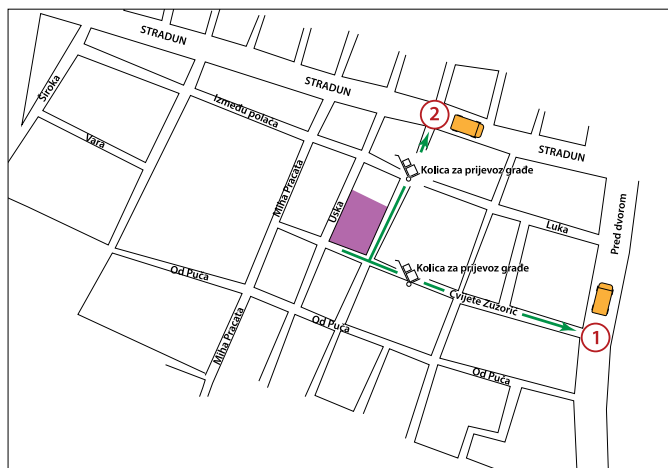 STRADUN
STRADUN
STRADUN
Široka
Između polača
Vara
Miha Pracata
Uska
2
Kolica za prijevoz građe
Luka
Pred dvorom
Od Puča
Kolica za prijevoz građe
Cvijete Zuzorić
1
Miha Pracata
Od Puča
Od Puča